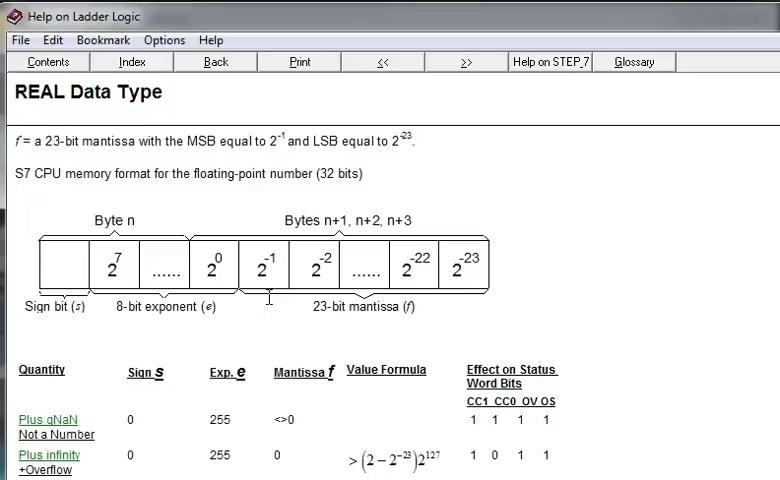 Help on Ladder Logic
File Edit Bookmark Options Help
Contents Index Back Print << >> Help on STEP_7 Glossary
REAL Data Type
f = a 23-bit mantissa with the MSB equal to 2⁻¹ and LSB equal to 2⁻²³.
S7 CPU memory format for the floating-point number (32 bits)
Byte n Bytes n+1, n+2, n+3
2⁷ ...... 2⁰ 2⁻¹ 2⁻² ...... 2⁻²² 2⁻²³
Sign bit (s) 8-bit exponent (e) 23-bit mantissa (f)
Quantity Sign s Exp. e Mantissa f Value Formula Effect on Status
Word Bits
CC1 CC0 OV OS
Plus qNaN 0 255 <>0 1 1 1 1
Not a Number
Plus infinity 0 255 0 > (2 – 2⁻²³) 2¹²⁷ 1 0 1 1
+Overflow